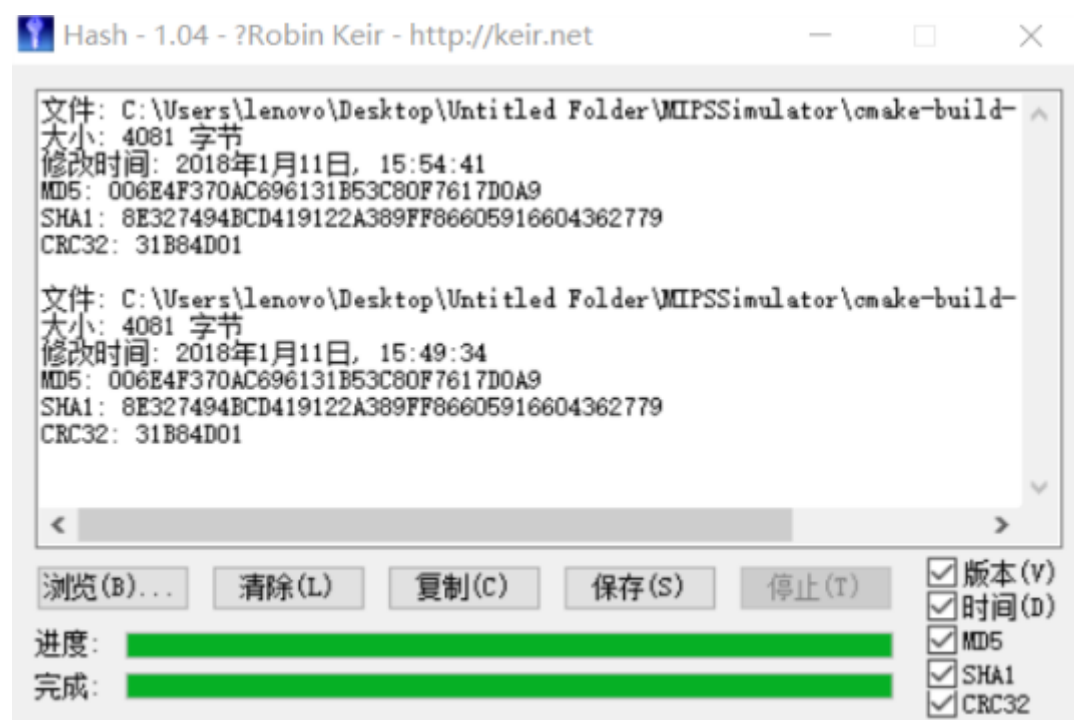 Hash - 1.04 - ?Robin Keir - http://keir.net
文件: C:\Users\lenovo\Desktop\Untitled Folder\MIPSSimulator\cmake-build-
大小: 4081 字节
修改时间: 2018年1月11日, 15:54:41
MD5: 006E4F370AC696131B53C80F7617D0A9
SHA1: 8E327494BCD419122A389FF86605916604362779
CRC32: 31B84D01
文件: C:\Users\lenovo\Desktop\Untitled Folder\MIPSSimulator\cmake-build-
大小: 4081 字节
修改时间: 2018年1月11日, 15:49:34
MD5: 006E4F370AC696131B53C80F7617D0A9
SHA1: 8E327494BCD419122A389FF86605916604362779
CRC32: 31B84D01
浏览(B)... 清除(L) 复制(C) 保存(S) 停止(T)
版本(V)
时间(D)
进度:
MD5
完成:
SHA1
CRC32